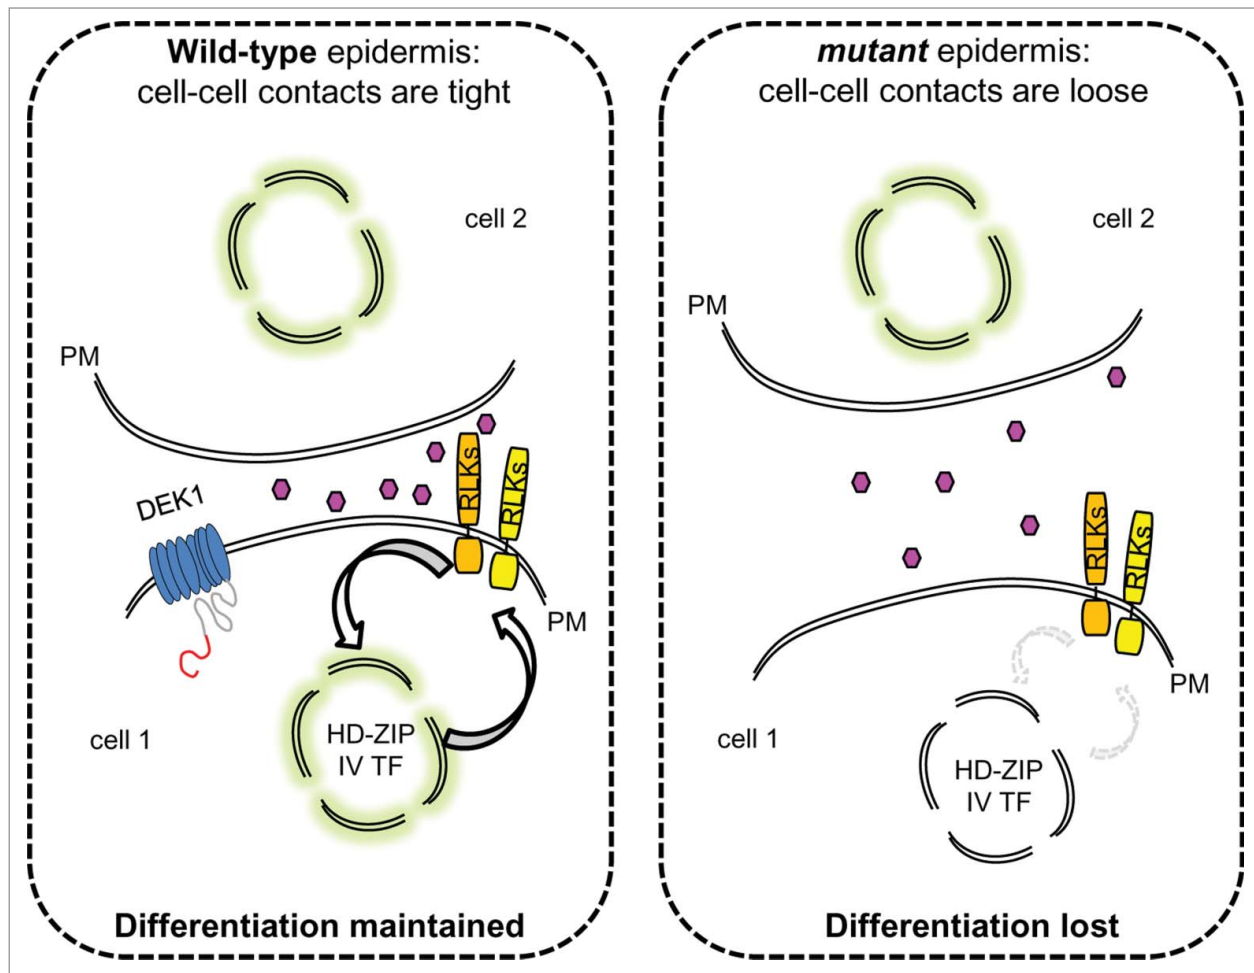 Wild-type epidermis:
cell-cell contacts are tight
cell 2
PM
DEK1
RLKs
RLKs
PM
HD-ZIP
IV TF
cell 1
Differentiation maintained
mutant epidermis:
cell-cell contacts are loose
cell 2
PM
RLKs
RLKs
PM
cell 1
HD-ZIP
IV TF
Differentiation lost